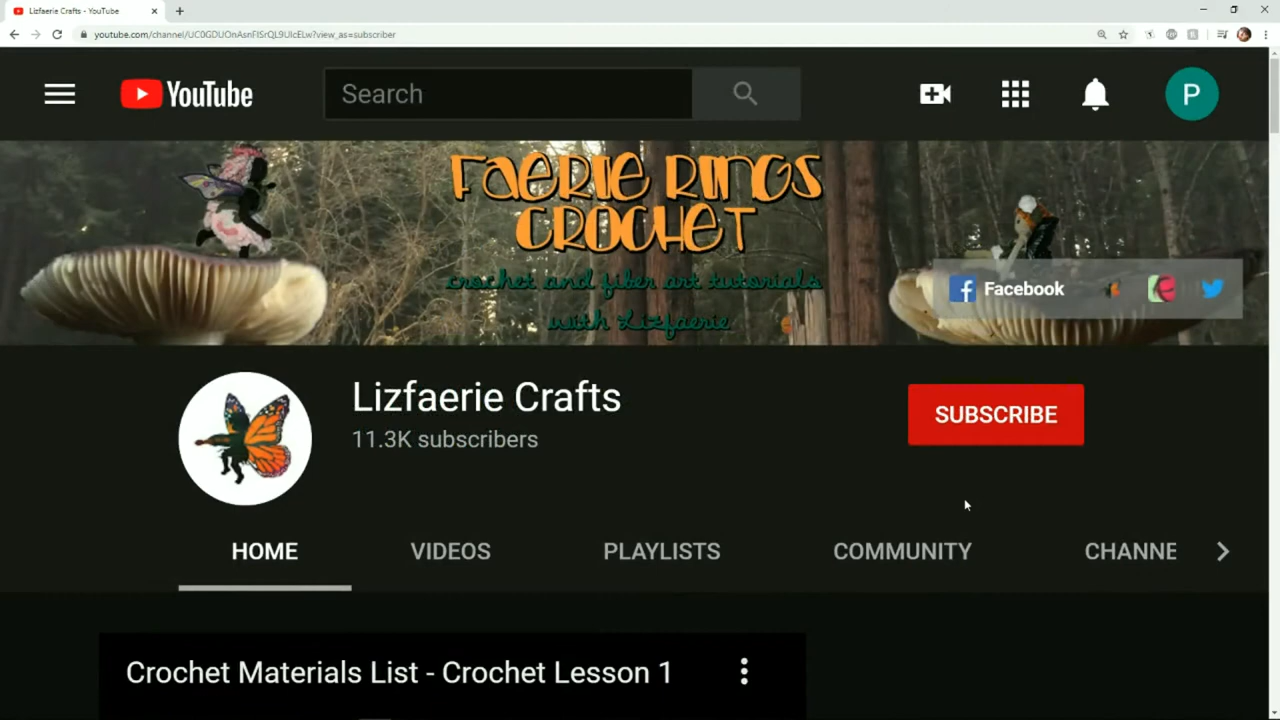 Lizfaerie Crafts - YouTube
youtube.com/channel/UC0GDUOnAsnFISrQL9UIcELw?view_as=subscriber
YouTube
Search
P
FAERIE RINGS
CROCHET
crochet and fiber art tutorials
with Lizfaerie
Facebook
Lizfaerie Crafts
11.3K subscribers
SUBSCRIBE
HOME VIDEOS PLAYLISTS COMMUNITY CHANNE
Crochet Materials List - Crochet Lesson 1